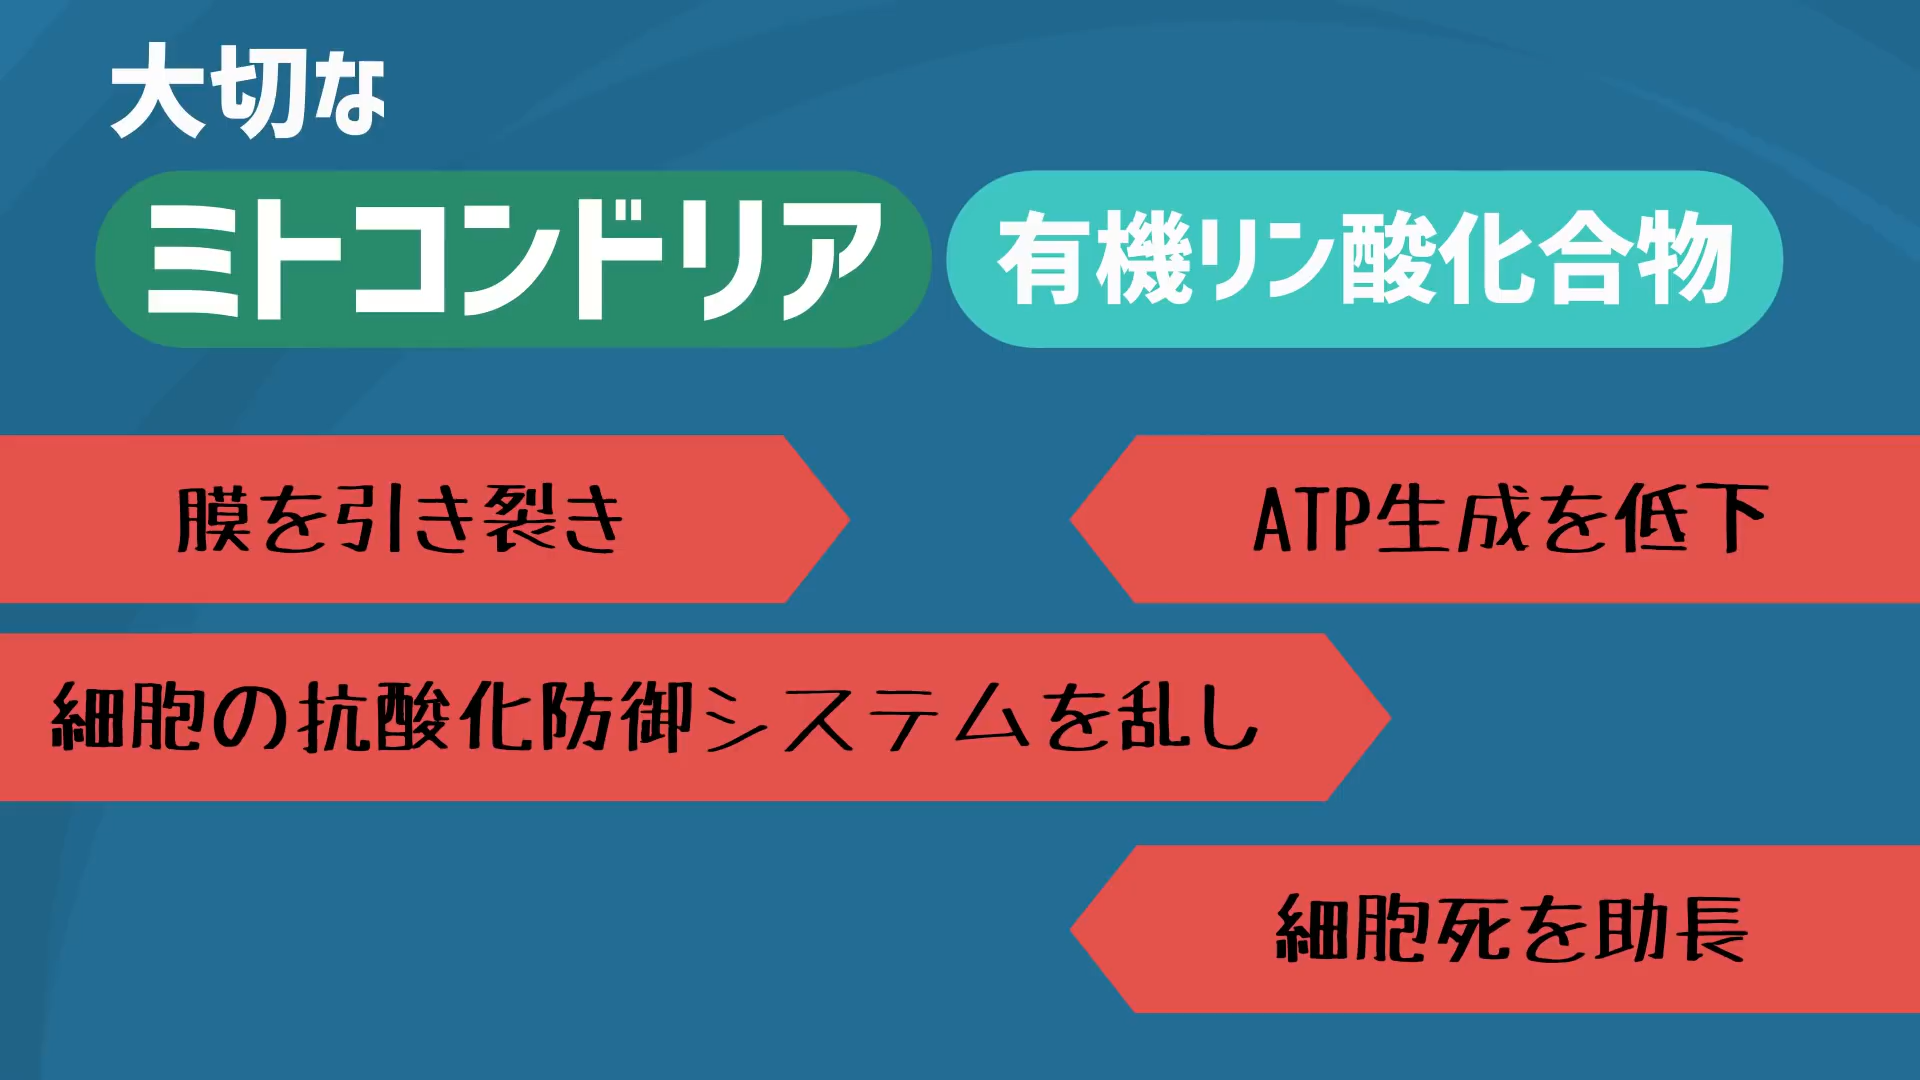 大切な
ミトコンドリア
有機リン酸化合物
膜を引き裂き
ATP生成を低下
細胞の抗酸化防御システムを乱し
細胞死を助長